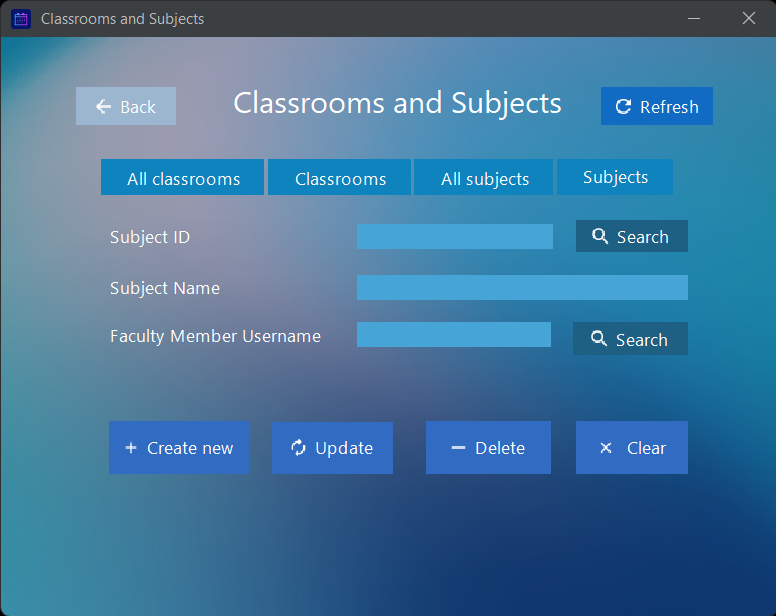 Classrooms and Subjects
Back
Classrooms and Subjects
Refresh
All classrooms
Classrooms
All subjects
Subjects
Subject ID
Search
Subject Name
Faculty Member Username
Search
Create new
Update
Delete
Clear